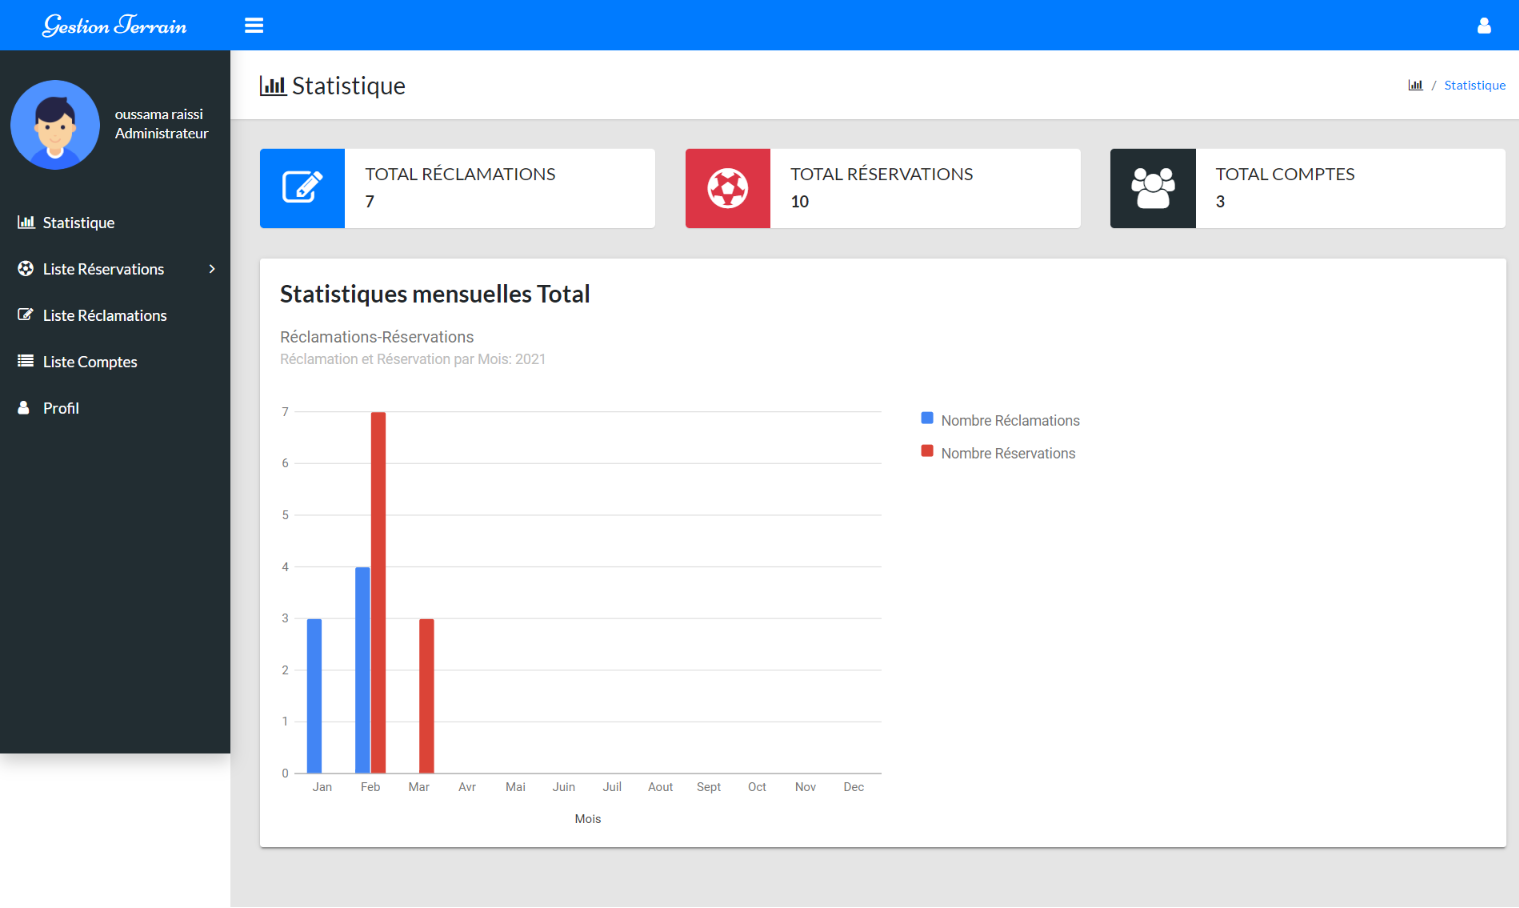 Gestion Terrain
oussama raissi
Administrateur
Statistique
Liste Réservations
Liste Réclamations
Liste Comptes
Profil
Statistique
/ Statistique
TOTAL RÉCLAMATIONS
7
TOTAL RÉSERVATIONS
10
TOTAL COMPTES
3
Statistiques mensuelles Total
Réclamations-Réservations
Réclamation et Réservation par Mois: 2021
7
6
5
4
3
2
1
0
Jan Feb Mar Avr Mai Juin Juil Aout Sept Oct Nov Dec
Mois
Nombre Réclamations
Nombre Réservations